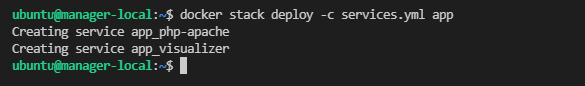 ubuntu@manager-local:~$ docker stack deploy -c services.yml app
Creating service app_php-apache
Creating service app_visualizer
ubuntu@manager-local:~$